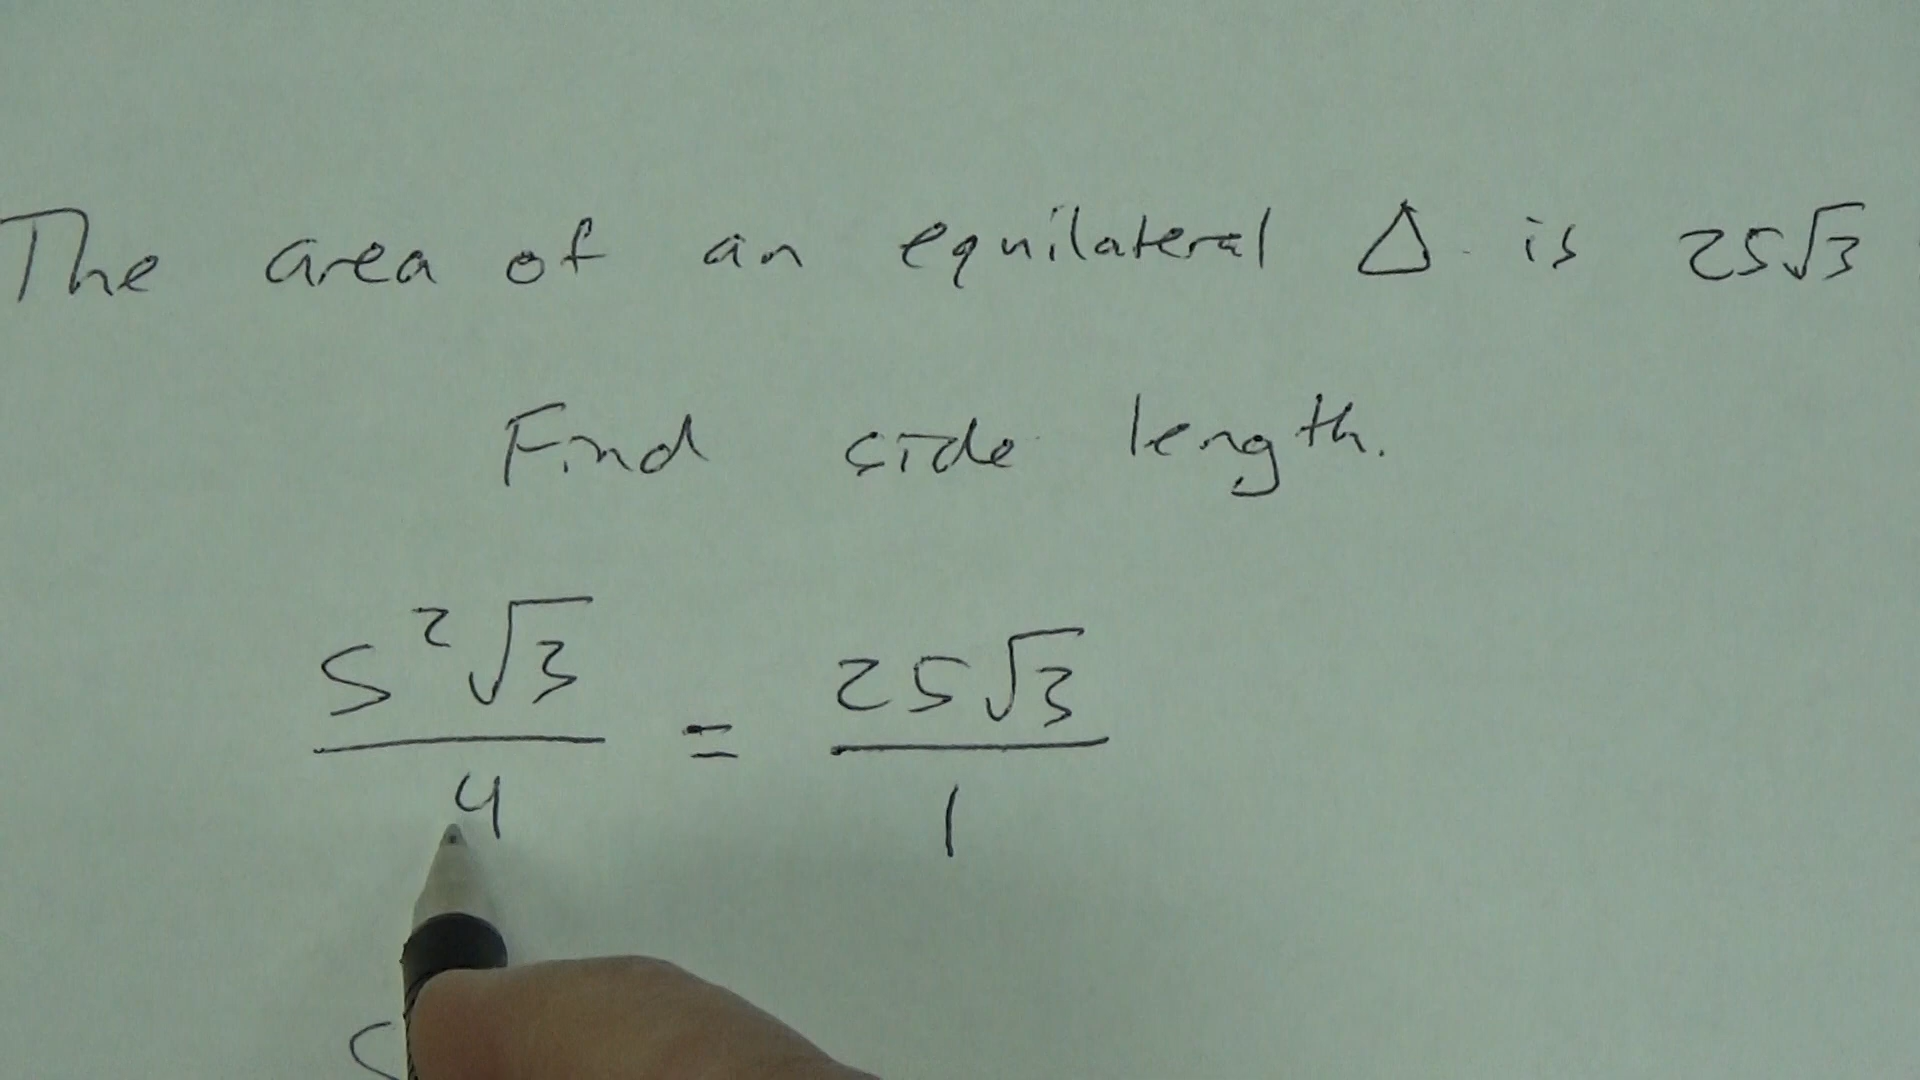 The area of an equilateral Δ is 25√3
Find side length.
s²√3 / 4 = 25√3 / 1